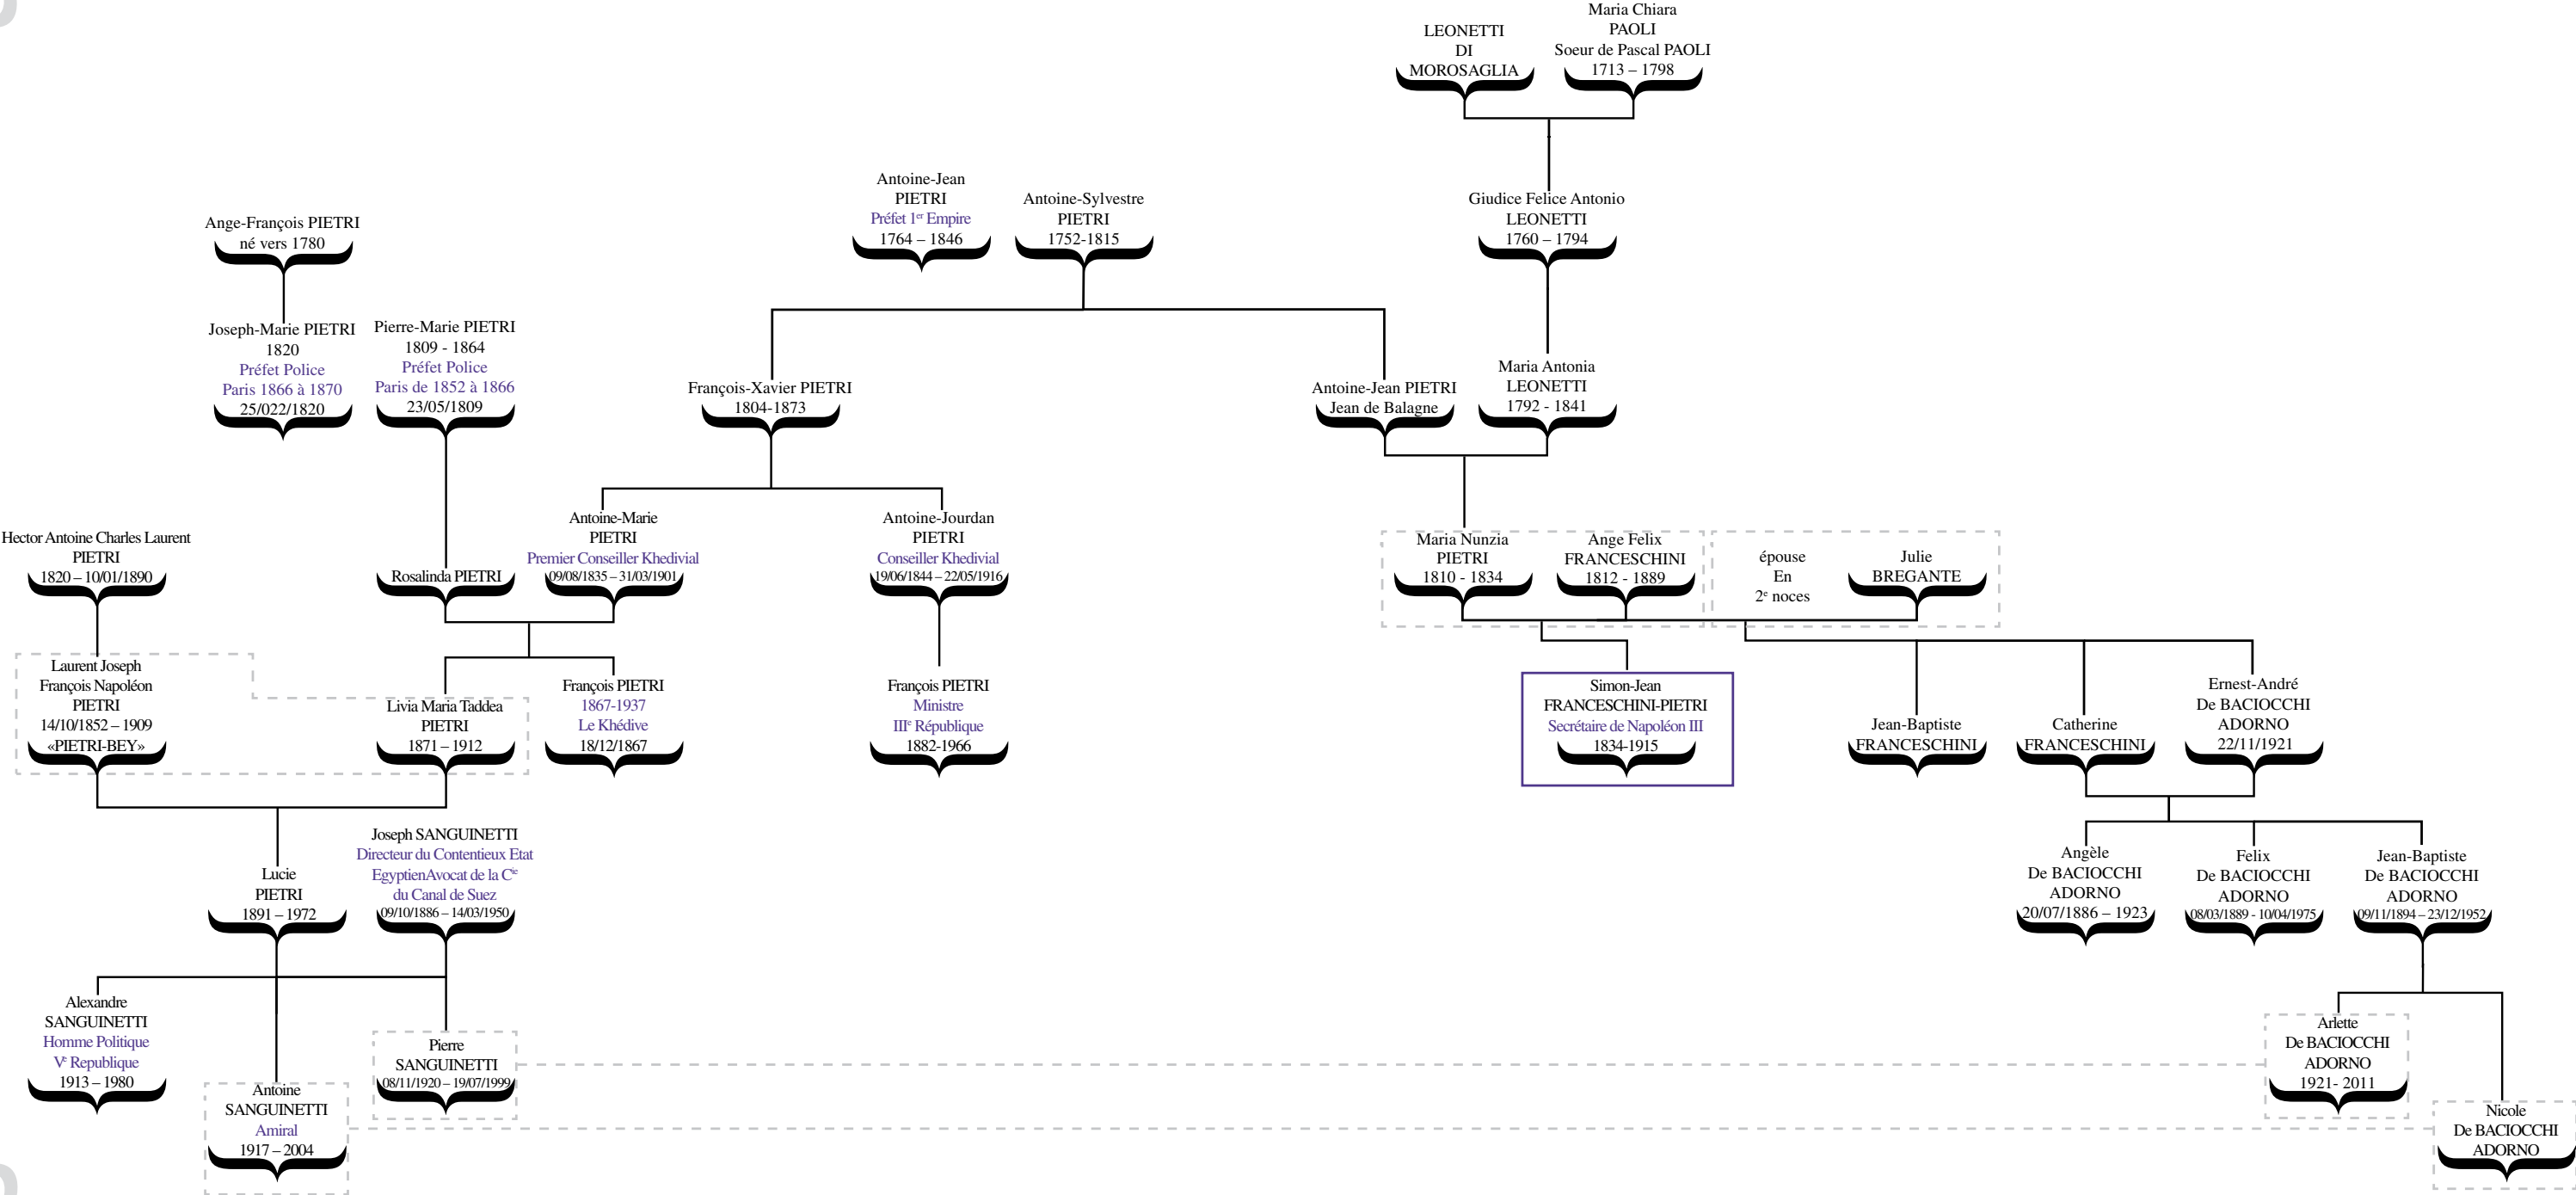 LEONETTI
DI
MOROSAGLIA
Maria Chiara
PAOLI
Soeur de Pascal PAOLI
1713 – 1798
Ange-François PIETRI
né vers 1780
Antoine-Jean
PIETRI
Préfet 1er Empire
1764 – 1846
Antoine-Sylvestre
PIETRI
1752-1815
Giudice Felice Antonio
LEONETTI
1760 – 1794
Joseph-Marie PIETRI
1820
Préfet Police
Paris 1866 à 1870
25/022/1820
Pierre-Marie PIETRI
1809 - 1864
Préfet Police
Paris de 1852 à 1866
23/05/1809
François-Xavier PIETRI
1804-1873
Antoine-Jean PIETRI
Jean de Balagne
Maria Antonia
LEONETTI
1792 - 1841
Hector Antoine Charles Laurent
PIETRI
1820 – 10/01/1890
Rosalinda PIETRI
Antoine-Marie
PIETRI
Premier Conseiller Khedivial
09/08/1835 – 31/03/1901
Antoine-Jourdan
PIETRI
Conseiller Khedivial
19/06/1844 – 22/05/1916
Maria Nunzia
PIETRI
1810 - 1834
Ange Felix
FRANCESCHINI
1812 - 1889
épouse
En
2e noces
Julie
BREGANTE
Laurent Joseph
François Napoléon
PIETRI
14/10/1852 – 1909
«PIETRI-BEY»
Livia Maria Taddea
PIETRI
1871 – 1912
François PIETRI
1867-1937
Le Khédive
18/12/1867
François PIETRI
Ministre
IIIe République
1882-1966
Simon-Jean
FRANCESCHINI-PIETRI
Secrétaire de Napoléon III
1834-1915
Jean-Baptiste
FRANCESCHINI
Catherine
FRANCESCHINI
Ernest-André
De BACIOCCHI
ADORNO
22/11/1921
Lucie
PIETRI
1891 – 1972
Joseph SANGUINETTI
Directeur du Contentieux Etat
EgyptienAvocat de la Cie
du Canal de Suez
09/10/1886 – 14/03/1950
Angèle
De BACIOCCHI
ADORNO
20/07/1886 – 1923
Felix
De BACIOCCHI
ADORNO
08/03/1889 - 10/04/1975
Jean-Baptiste
De BACIOCCHI
ADORNO
09/11/1894 – 23/12/1952
Alexandre
SANGUINETTI
Homme Politique
Ve Republique
1913 – 1980
Antoine
SANGUINETTI
Amiral
1917 – 2004
Pierre
SANGUINETTI
08/11/1920 – 19/07/1999
Arlette
De BACIOCCHI
ADORNO
1921- 2011
Nicole
De BACIOCCHI
ADORNO